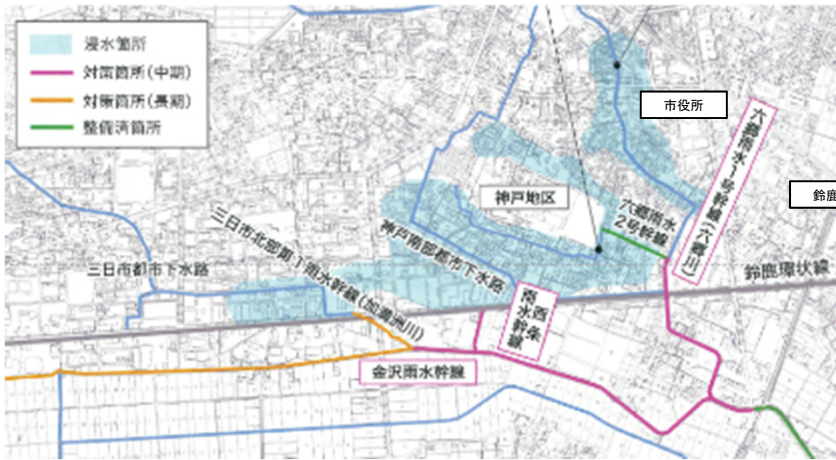 浸水箇所
対策箇所(中期)
対策箇所(長期)
整備済箇所
市役所
六郷雨水1号幹線(六郷川)
鈴鹿
神戸地区
六郷雨水
2号幹線
三日市北部第1雨水幹線(加満洲川)
神戸南部都市下水路
三日市都市下水路
鈴鹿環状線
南西条
雨水幹線
金沢雨水幹線